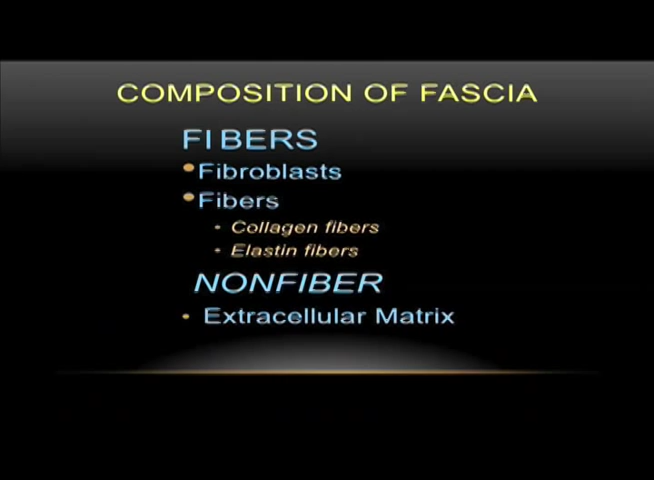 COMPOSITION OF FASCIA
FIBERS
• Fibroblasts
• Fibers
• Collagen fibers
• Elastin fibers
NONFIBER
• Extracellular Matrix